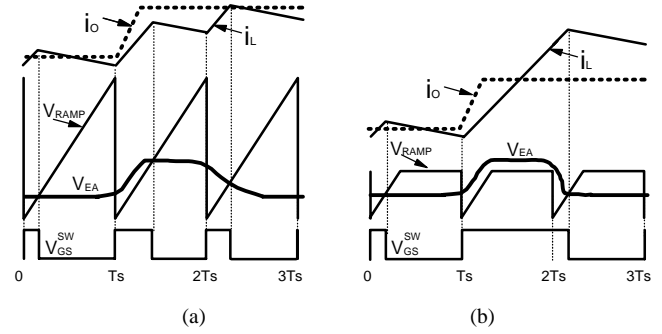 iO
iL
VRAMP
VEA
VGS SW
0 Ts 2Ts 3Ts
(a)
iL
iO
VRAMP
VEA
VGS SW
0 Ts 2Ts 3Ts
(b)